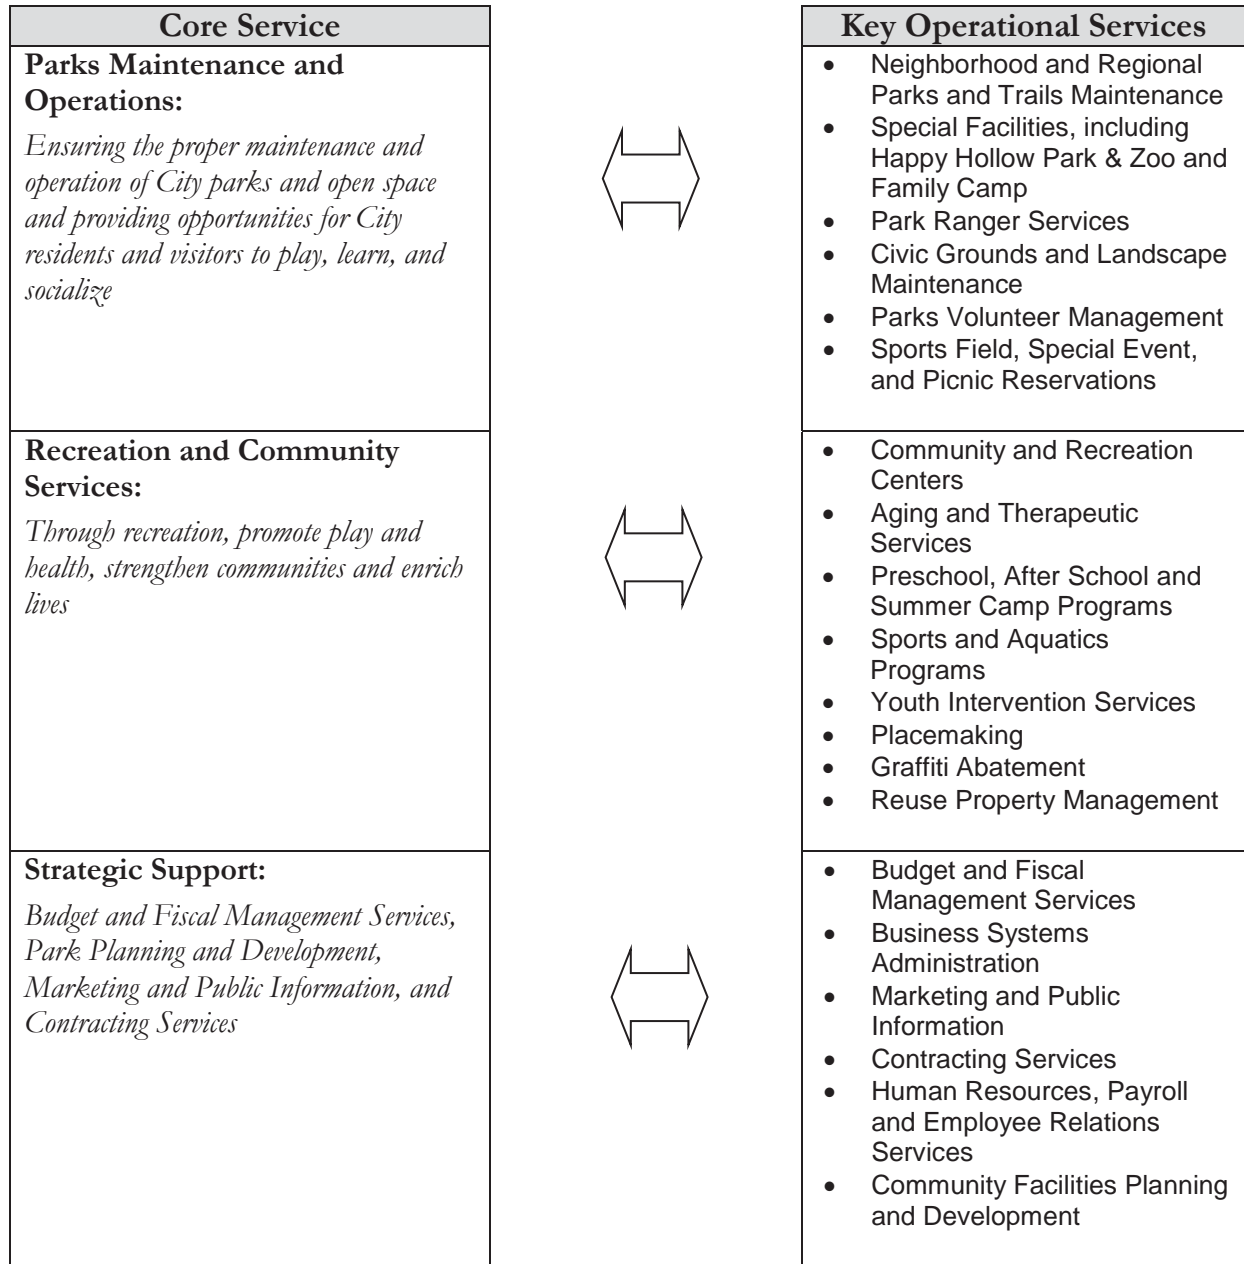 Core Service
Key Operational Services
Parks Maintenance and
Operations:
Ensuring the proper maintenance and
operation of City parks and open space
and providing opportunities for City
residents and visitors to play, learn, and
socialize
• Neighborhood and Regional
Parks and Trails Maintenance
• Special Facilities, including
Happy Hollow Park & Zoo and
Family Camp
• Park Ranger Services
• Civic Grounds and Landscape
Maintenance
• Parks Volunteer Management
• Sports Field, Special Event,
and Picnic Reservations
Recreation and Community
Services:
Through recreation, promote play and
health, strengthen communities and enrich
lives
• Community and Recreation
Centers
• Aging and Therapeutic
Services
• Preschool, After School and
Summer Camp Programs
• Sports and Aquatics
Programs
• Youth Intervention Services
• Placemaking
• Graffiti Abatement
• Reuse Property Management
Strategic Support:
Budget and Fiscal Management Services,
Park Planning and Development,
Marketing and Public Information, and
Contracting Services
• Budget and Fiscal
Management Services
• Business Systems
Administration
• Marketing and Public
Information
• Contracting Services
• Human Resources, Payroll
and Employee Relations
Services
• Community Facilities Planning
and Development